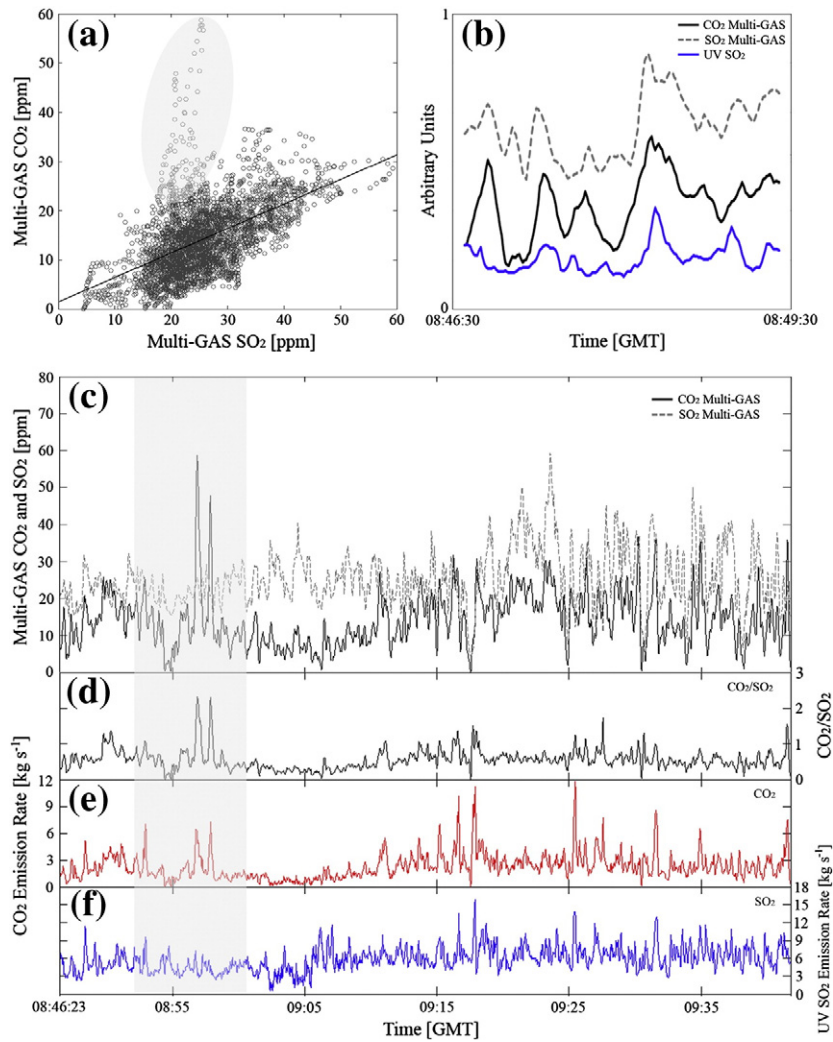 (a)
Multi-GAS CO₂ [ppm]
60
50
40
30
20
10
0
0 10 20 30 40 50 60
Multi-GAS SO₂ [ppm]
(b)
CO₂ Multi-GAS
SO₂ Multi-GAS
UV SO₂
Arbitrary Units
1
0
08:46:30 08:49:30
Time [GMT]
(c)
CO₂ Multi-GAS
SO₂ Multi-GAS
Multi-GAS CO₂ and SO₂ [ppm]
80
70
60
50
40
30
20
10
0
(d)
CO₂/SO₂
3
2
1
0
CO₂/SO₂
(e)
CO₂
CO₂ Emission Rate [kg s⁻¹]
12
9
6
3
0
(f)
SO₂
18
15
12
9
6
3
0
UV SO₂ Emission Rate [kg s⁻¹]
08:46:23 08:55 09:05 09:15 09:25 09:35
Time [GMT]